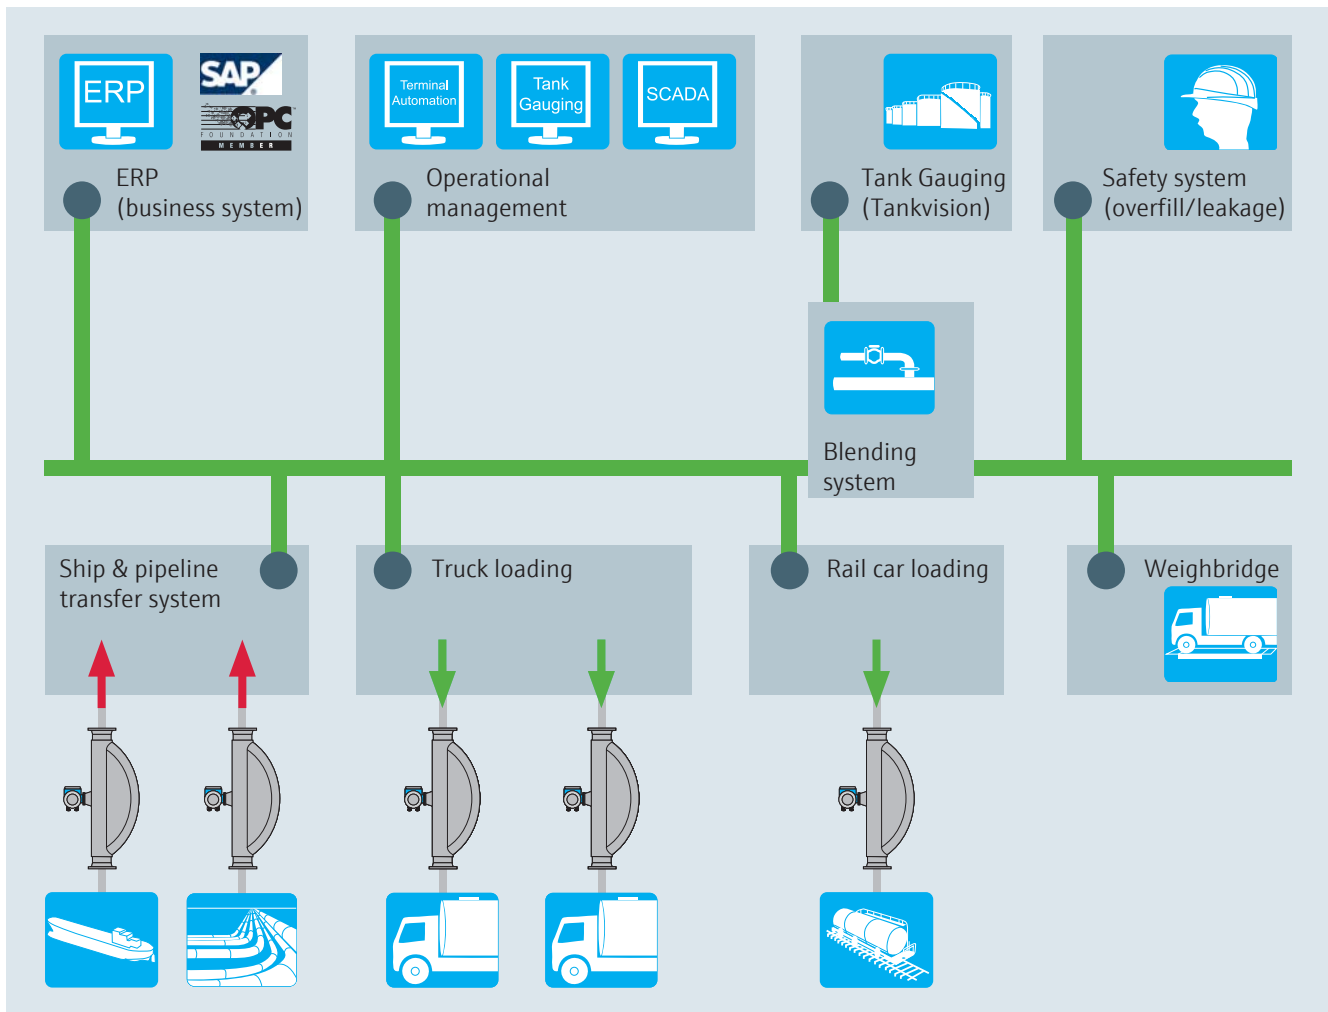 ERP
SAP
OPC
FOUNDATION
MEMBER
ERP
(business system)
Terminal
Automation
Tank
Gauging
SCADA
Operational
management
Tank Gauging
(Tankvision)
Safety system
(overfill/leakage)
Blending
system
Ship & pipeline
transfer system
Truck loading
Rail car loading
Weighbridge